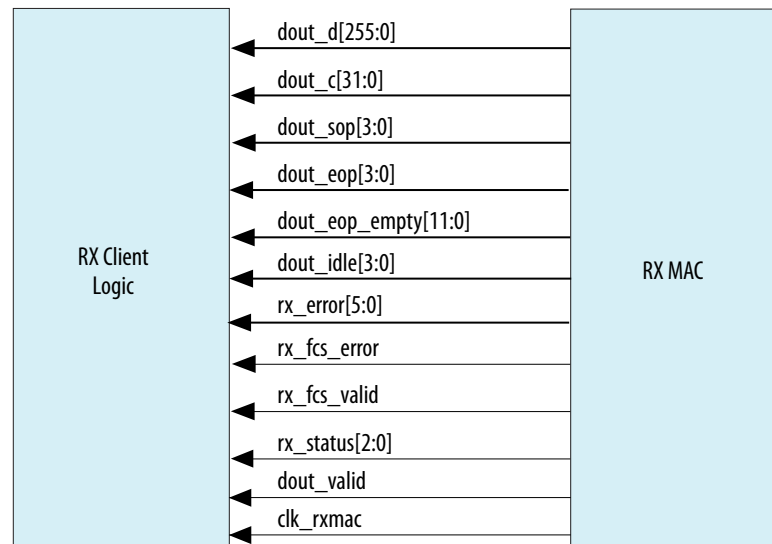 dout_d[255:0]
dout_c[31:0]
dout_sop[3:0]
dout_eop[3:0]
dout_eop_empty[11:0]
RX Client
Logic
dout_idle[3:0]
RX MAC
rx_error[5:0]
rx_fcs_error
rx_fcs_valid
rx_status[2:0]
dout_valid
clk_rxmac